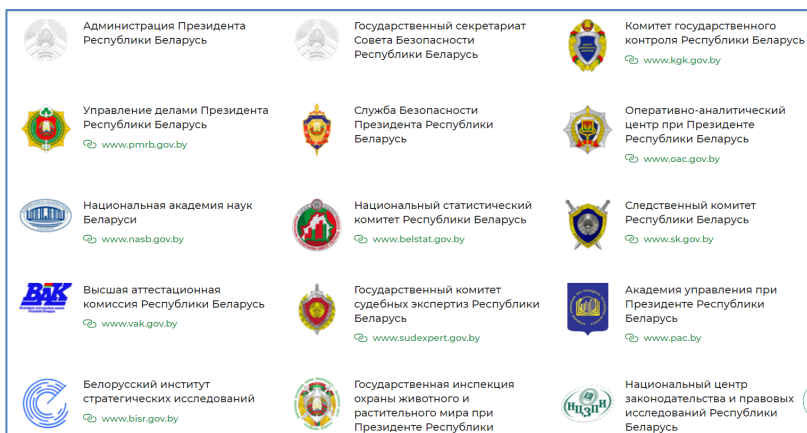 Администрация Президента
Республики Беларусь
Государственный секретариат
Совета Безопасности
Республики Беларусь
Комитет государственного
контроля Республики Беларусь
www.kgk.gov.by
Управление делами Президента
Республики Беларусь
www.pmrb.gov.by
Служба Безопасности
Президента Республики
Беларусь
Оперативно-аналитический
центр при Президенте
Республики Беларусь
www.oac.gov.by
Национальная академия наук
Беларуси
www.nasb.gov.by
Национальный статистический
комитет Республики Беларусь
www.belstat.gov.by
Следственный комитет
Республики Беларусь
www.sk.gov.by
ВАК
Высшая аттестационная
комиссия Республики Беларусь
www.vak.gov.by
Государственный комитет
судебных экспертиз Республики
Беларусь
www.sudexpert.gov.by
Академия управления при
Президенте Республики
Беларусь
www.pac.by
Белорусский институт
стратегических исследований
www.bisr.gov.by
Государственная инспекция
охраны животного и
растительного мира при
Президенте Республики
НЦЗПИ
Национальный центр
законодательства и правовых
исследований Республики
Беларусь